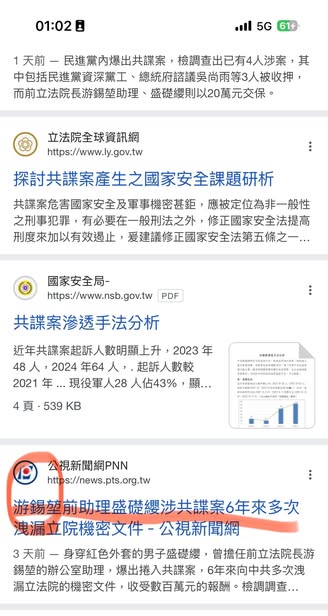 01:02
5G 61
1 天前 — 民進黨內爆出共諜案，檢調查出已有4人涉案，其
中包括民進黨資深黨工、總統府諮議吳尚雨等3人被收押，
而前立法院長游錫堃助理、盛礎纓則以20萬元交保。
立法院全球資訊網
https://www.ly.gov.tw
探討共諜案產生之國家安全課題研析
共諜案危害國家安全及軍事機密甚鉅，應被定位為非一般性
之刑事犯罪，有必要在一般刑法之外，修正國家安全法提高
刑度來加以有效遏止，爰建議修正國家安全法第五條之一...
國家安全局-
https://www.nsb.gov.tw PDF
共諜案滲透手法分析
近年共諜案起訴人數明顯上升，2023 年
48 人，2024 年64 人，. 起訴人數較
2021 年 ... 現役軍人28 人佔43%，顯...
4 頁 · 539 KB
公視新聞網PNN
https://news.pts.org.tw
游錫堃前助理盛礎纓涉共諜案6年來多次
洩漏立院機密文件 - 公視新聞網
3 天前 — 身穿紅色外套的男子盛礎纓，曾擔任前立法院長游
錫堃的辦公室助理，爆出捲入共諜案，6年來向中共多次洩
漏立法院的機密文件，收受數百萬元的報酬。檢調調查...